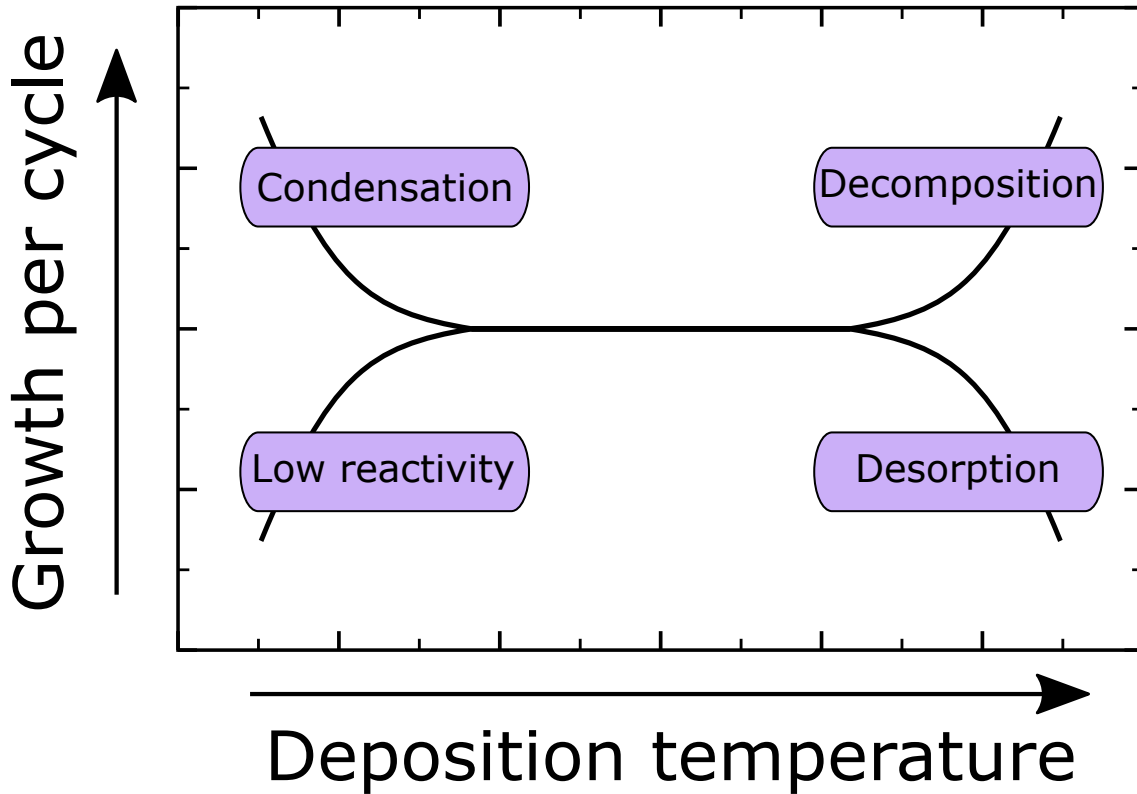 Growth per cycle
Condensation
Decomposition
Low reactivity
Desorption
Deposition temperature